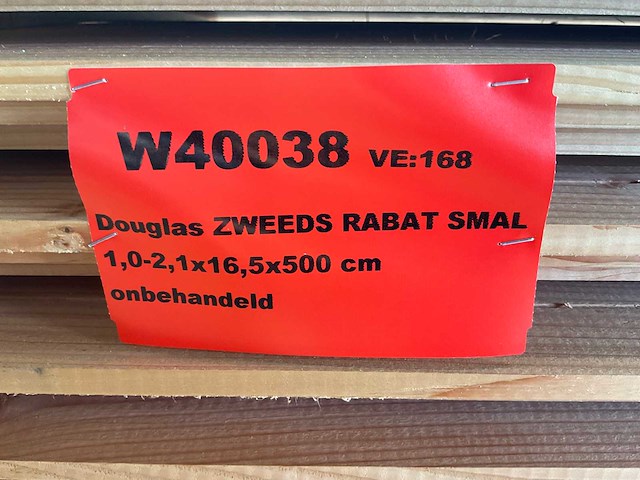 W40038 VE:168
Douglas ZWEEDS RABAT SMAL
1,0-2,1x16,5x500 cm
onbehandeld